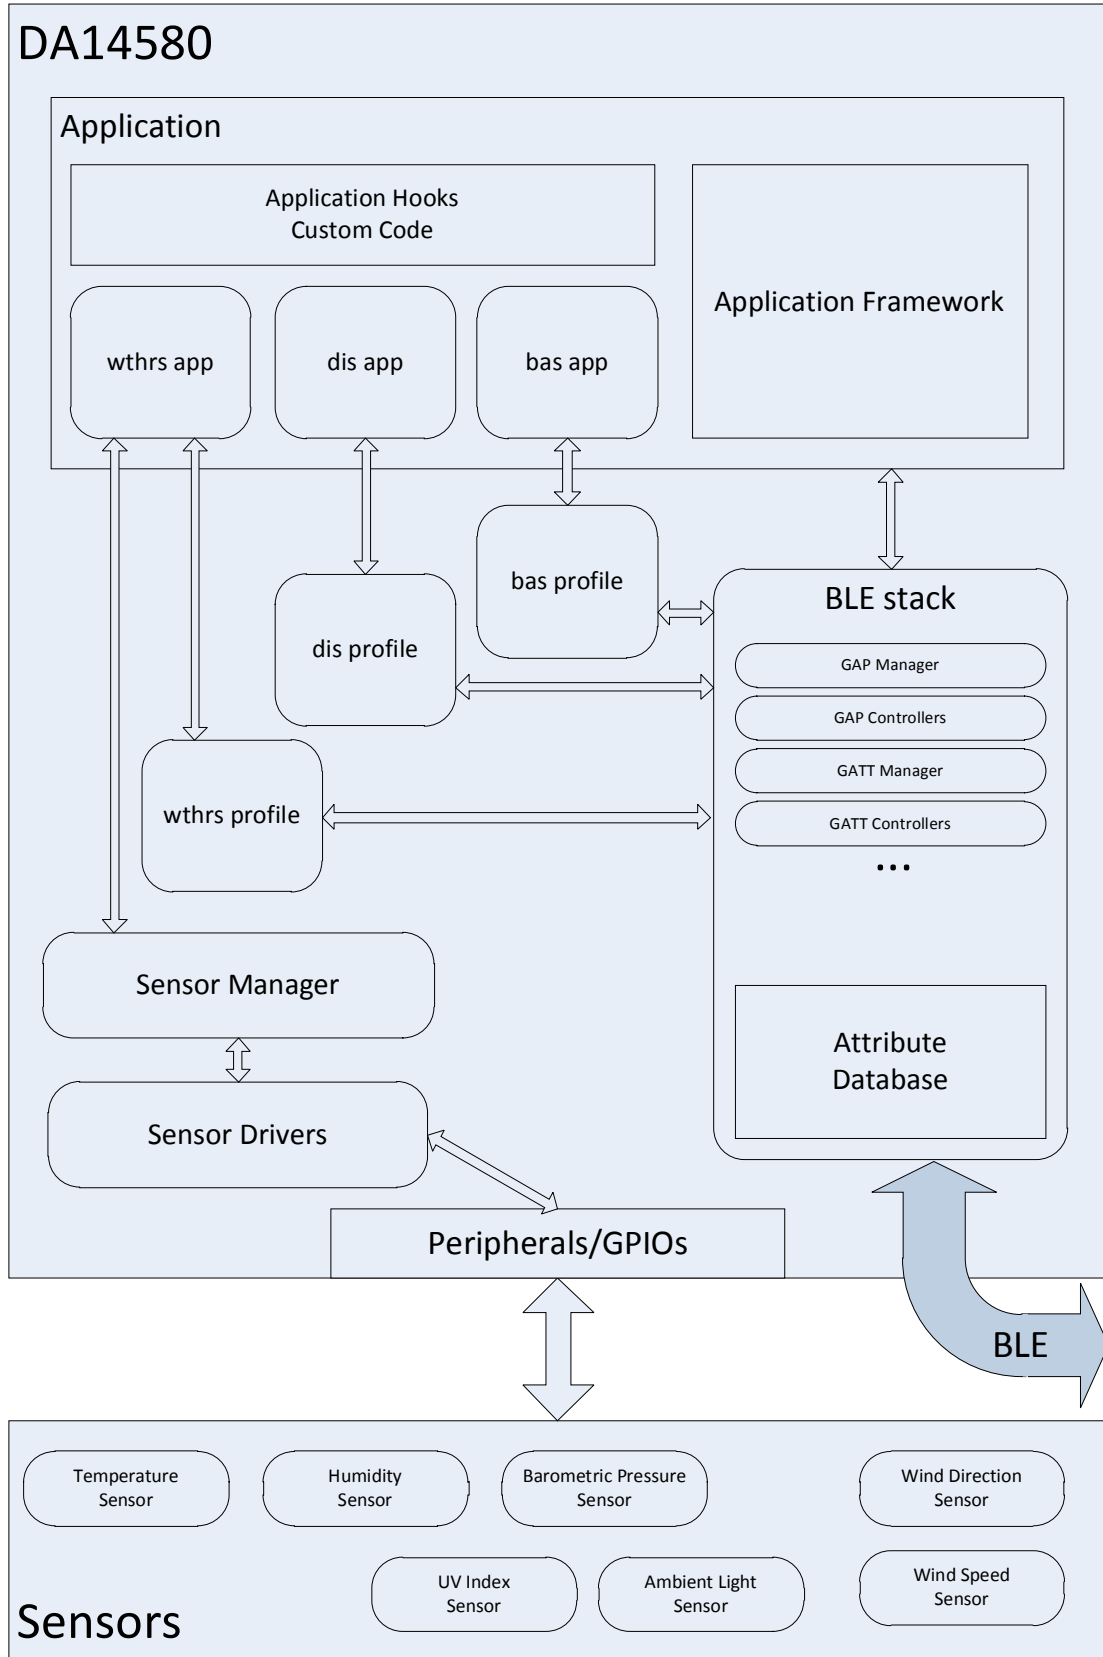 DA14580
Application
Application Hooks
Custom Code
Application Framework
wthrs app
dis app
bas app
bas profile
dis profile
wthrs profile
BLE stack
GAP Manager
GAP Controllers
GATT Manager
GATT Controllers
...
Attribute
Database
Sensor Manager
Sensor Drivers
Peripherals/GPIOs
BLE
Temperature
Sensor
Humidity
Sensor
Barometric Pressure
Sensor
Wind Direction
Sensor
UV Index
Sensor
Ambient Light
Sensor
Wind Speed
Sensor
Sensors